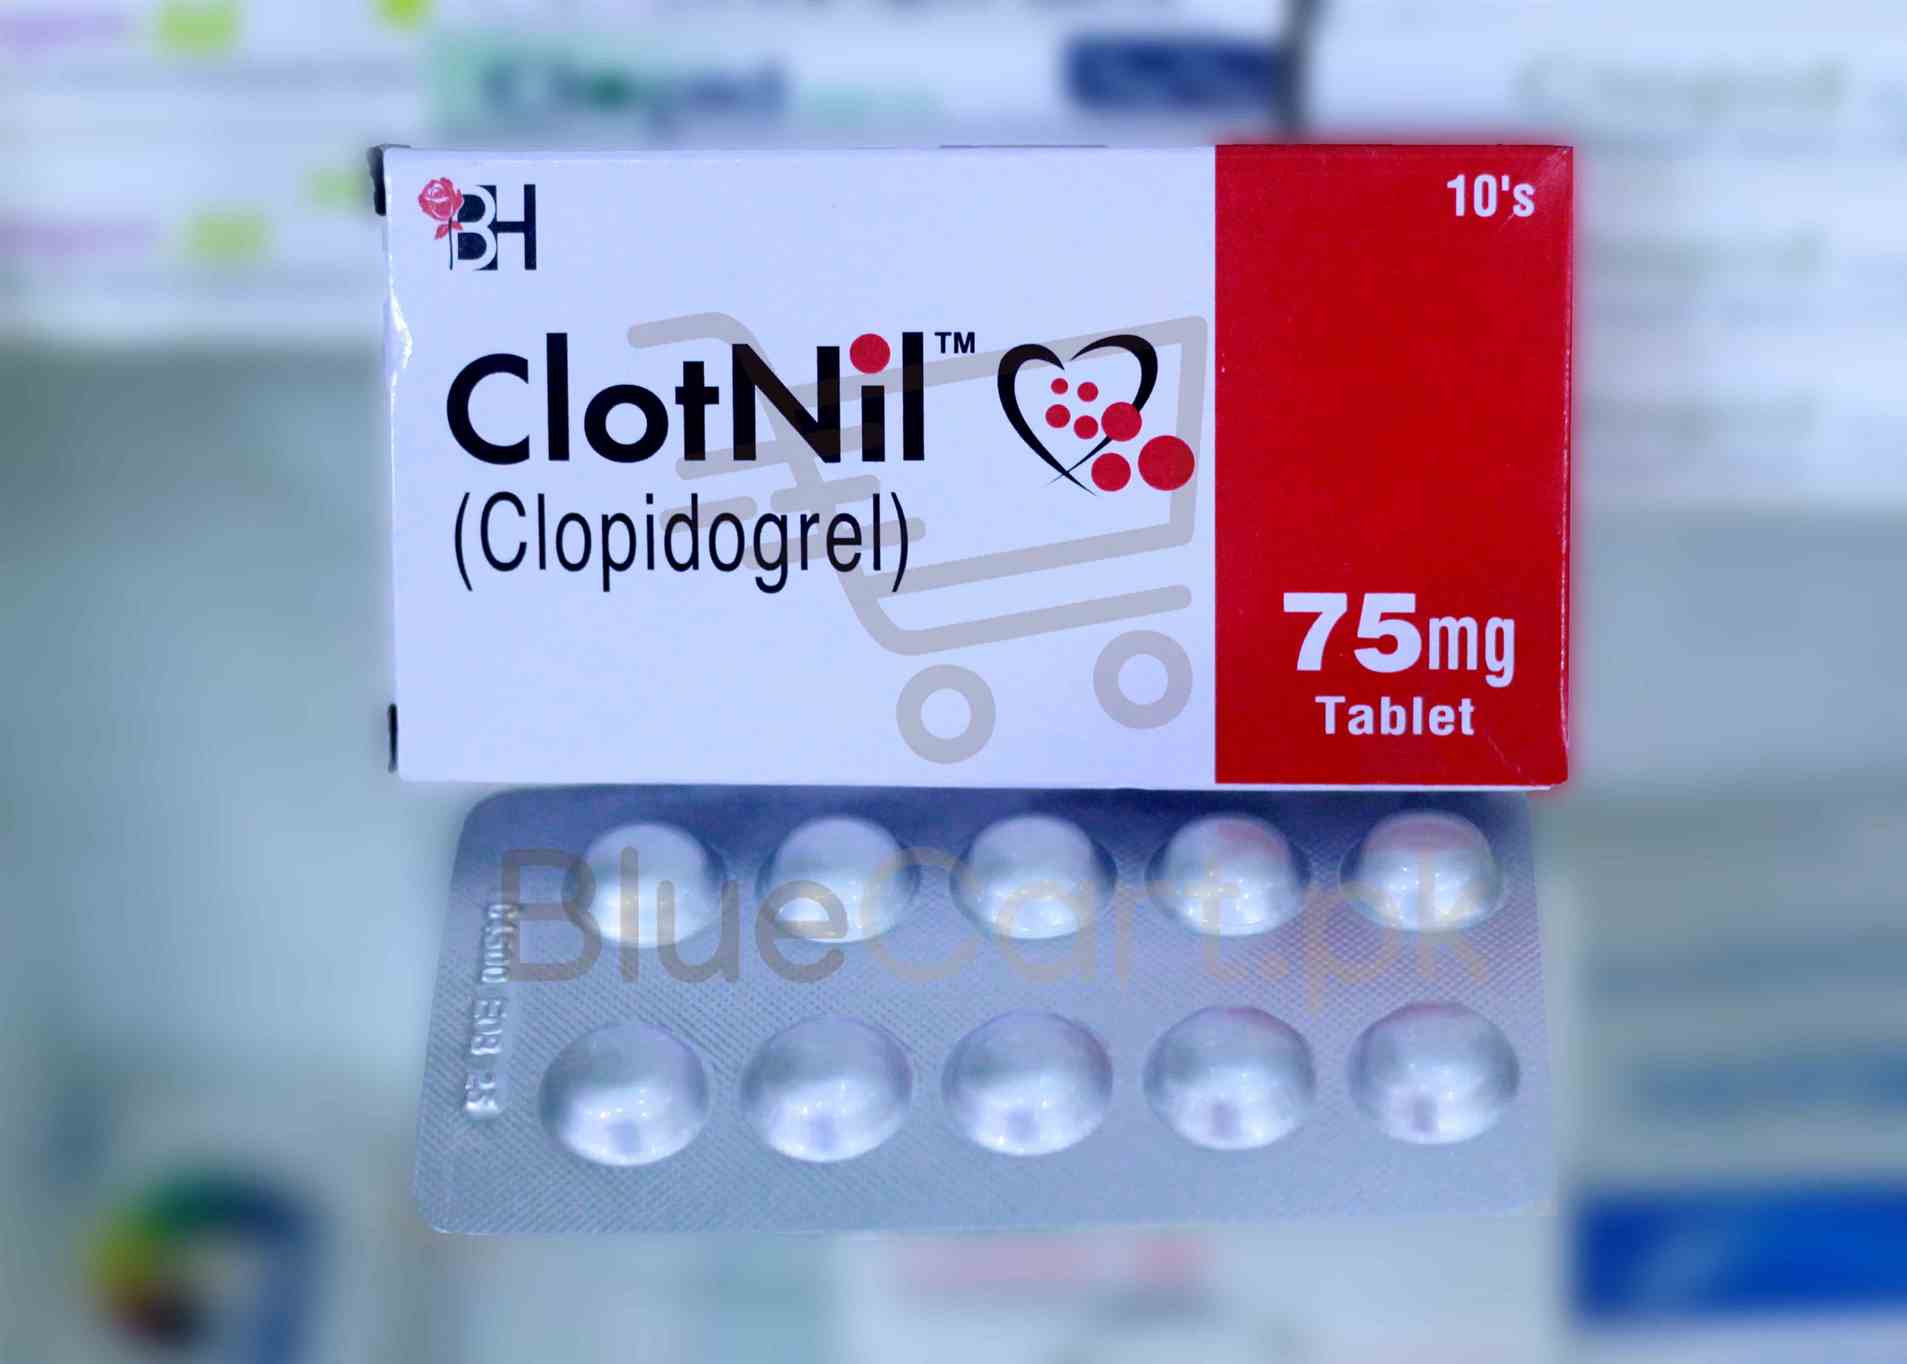 10's
BH
ClotNil™
(Clopidogrel)
75mg
Tablet
BlueCart.pk